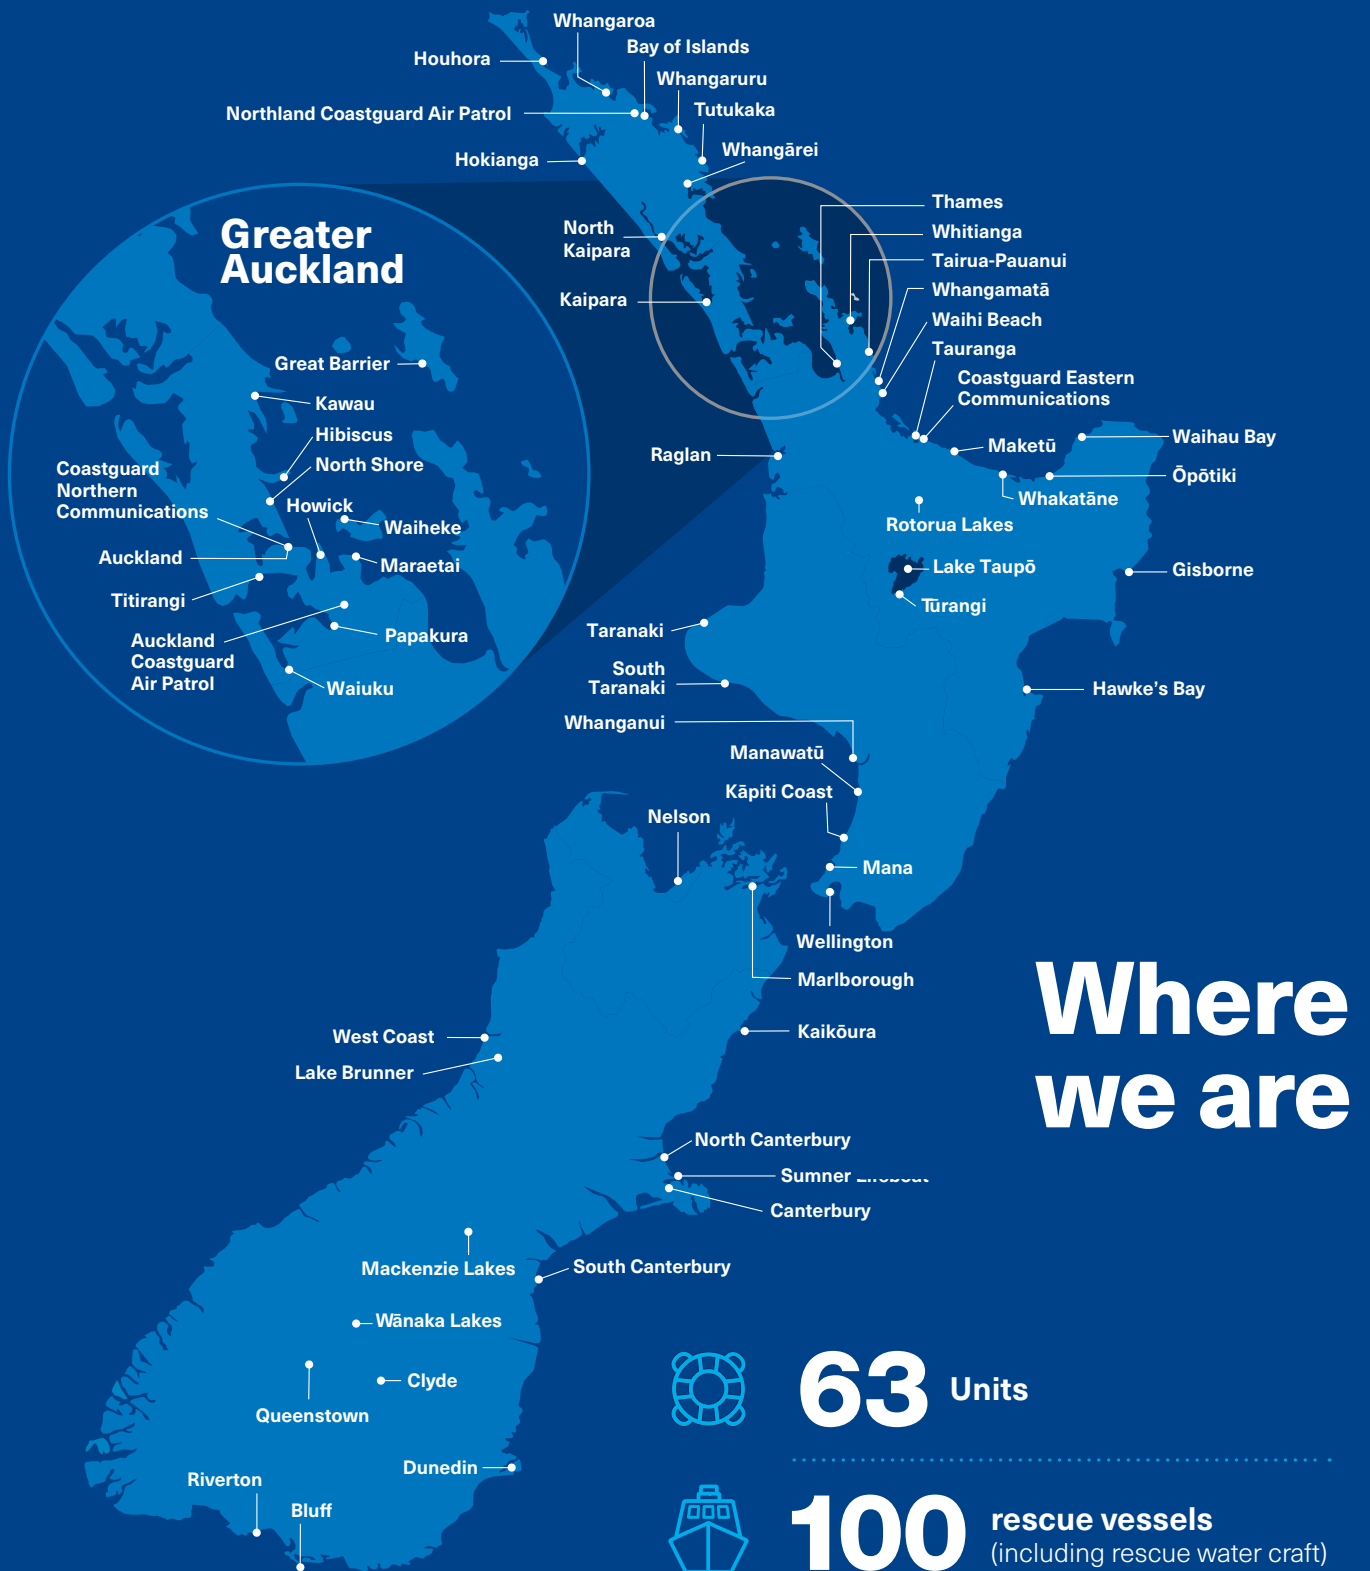 Whangaroa
Bay of Islands
Houhora
Whangaruru
Northland Coastguard Air Patrol
Tutukaka
Whangārei
Hokianga
North
Kaipara
Kaipara
Thames
Whitianga
Tairua-Pauanui
Whangamatā
Waihi Beach
Tauranga
Coastguard Eastern
Communications
Greater
Auckland
Great Barrier
Kawau
Hibiscus
North Shore
Coastguard
Northern
Communications
Howick
Waiheke
Auckland
Maraetai
Titirangi
Auckland
Coastguard
Air Patrol
Papakura
Waiuku
Raglan
Maketū
Waihau Bay
Ōpōtiki
Whakatāne
Rotorua Lakes
Lake Taupō
Gisborne
Tūrangi
Taranaki
South
Taranaki
Hawke's Bay
Whanganui
Manawatū
Kāpiti Coast
Nelson
Mana
Wellington
Marlborough
Kaikōura
West Coast
Lake Brunner
Where
we are
North Canterbury
Sumner
Canterbury
Mackenzie Lakes
South Canterbury
Wānaka Lakes
Clyde
Queenstown
Dunedin
Riverton
Bluff
63 Units
100 rescue vessels
(including rescue water craft)